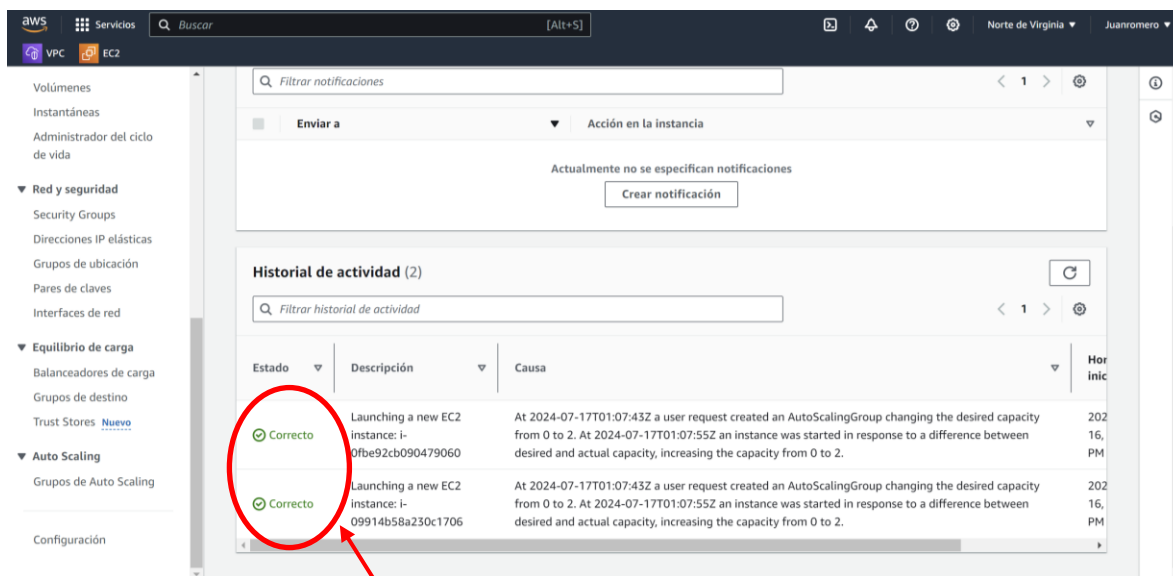 aws
Servicios
Buscar
[Alt+S]
Norte de Virginia
Juanromero
VPC
EC2
Volúmenes
Instantáneas
Administrador del ciclo
de vida
Red y seguridad
Security Groups
Direcciones IP elásticas
Grupos de ubicación
Pares de claves
Interfaces de red
Equilibrio de carga
Balanceadores de carga
Grupos de destino
Trust Stores Nuevo
Auto Scaling
Grupos de Auto Scaling
Configuración
Filtrar notificaciones
1
Enviar a
Acción en la instancia
Actualmente no se especifican notificaciones
Crear notificación
Historial de actividad (2)
Filtrar historial de actividad
1
Estado
Descripción
Causa
Hor
inic
Correcto
Launching a new EC2
instance: i-
0fbe92cb090479060
At 2024-07-17T01:07:43Z a user request created an AutoScalingGroup changing the desired capacity
from 0 to 2. At 2024-07-17T01:07:55Z an instance was started in response to a difference between
desired and actual capacity, increasing the capacity from 0 to 2.
202
16,
PM
Correcto
Launching a new EC2
instance: i-
09914b58a230c1706
At 2024-07-17T01:07:43Z a user request created an AutoScalingGroup changing the desired capacity
from 0 to 2. At 2024-07-17T01:07:55Z an instance was started in response to a difference between
desired and actual capacity, increasing the capacity from 0 to 2.
202
16,
PM